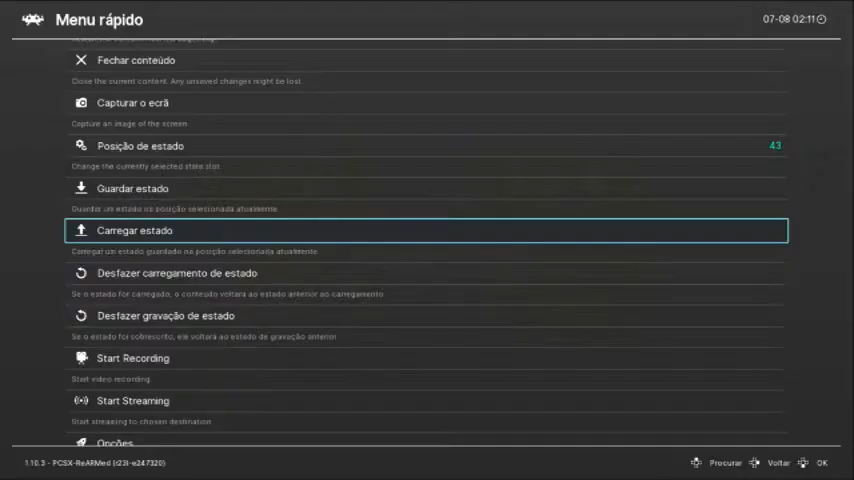 Menu rápido
07-08 02:11
Fechar conteúdo
Close the current content. Any unsaved changes might be lost.
Capturar o ecrã
Capture an image of the screen.
Posição de estado
43
Change the currently selected state slot.
Guardar estado
Guardar um estado na posição selecionada atualmente.
Carregar estado
Carregar um estado guardado na posição selecionada atualmente.
Desfazer carregamento de estado
Se o estado for carregado, o conteúdo voltará ao estado anterior ao carregamento
Desfazer gravação de estado
Se o estado foi sobrescrito, ele voltará ao estado de gravação anterior
Start Recording
Start video recording.
Start Streaming
Start streaming to chosen destination
Opções
1.10.3 - PCSX-ReARMed (r23l-e247320)
Procurar Voltar OK